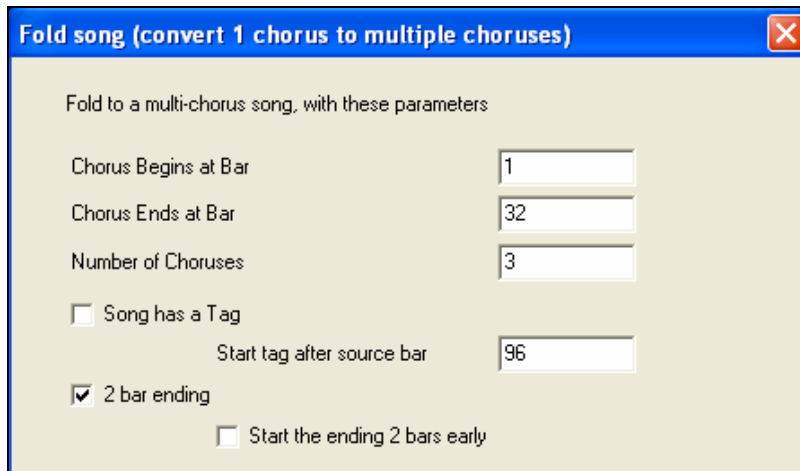 Fold song (convert 1 chorus to multiple choruses)
Fold to a multi-chorus song, with these parameters
Chorus Begins at Bar 1
Chorus Ends at Bar 32
Number of Choruses 3
Song has a Tag
Start tag after source bar 96
2 bar ending
Start the ending 2 bars early